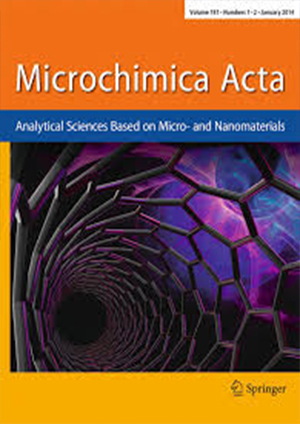 Volume 181 · Numbers 1–2 · January 2014
Microchimica Acta
Analytical Sciences Based on Micro- and Nanomaterials
Springer